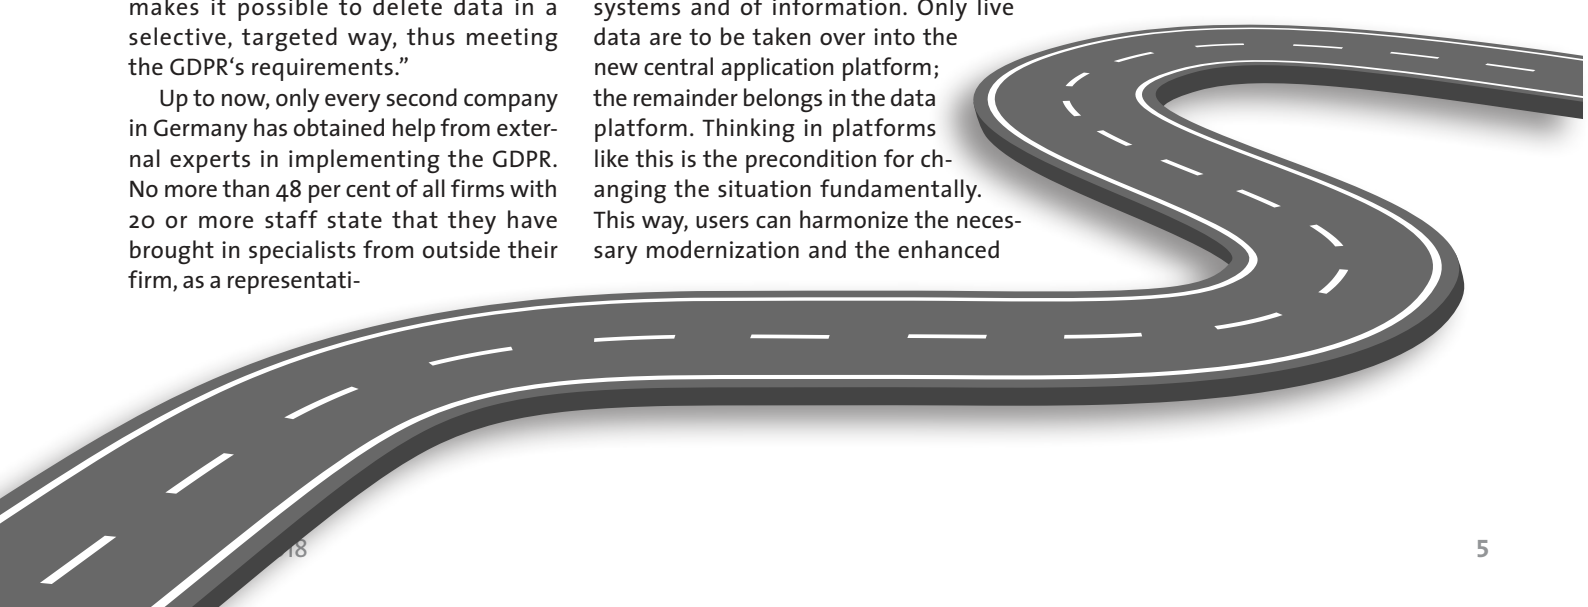 makes it possible to delete data in a
selective, targeted way, thus meeting
the GDPR‘s requirements.”
Up to now, only every second company
in Germany has obtained help from exter-
nal experts in implementing the GDPR.
No more than 48 per cent of all firms with
20 or more staff state that they have
brought in specialists from outside their
firm, as a representati-
systems and of information. Only live
data are to be taken over into the
new central application platform;
the remainder belongs in the data
platform. Thinking in platforms
like this is the precondition for ch-
anging the situation fundamentally.
This way, users can harmonize the neces-
sary modernization and the enhanced
5